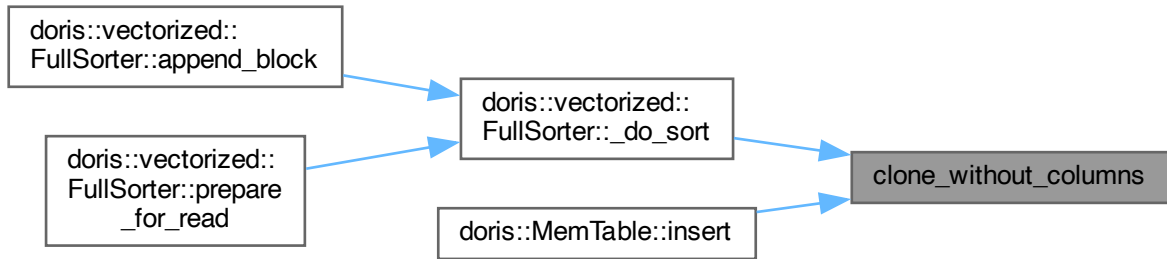 doris::vectorized::
FullSorter::append_block
doris::vectorized::
FullSorter::prepare
_for_read
doris::vectorized::
FullSorter::_do_sort
doris::MemTable::insert
clone_without_columns